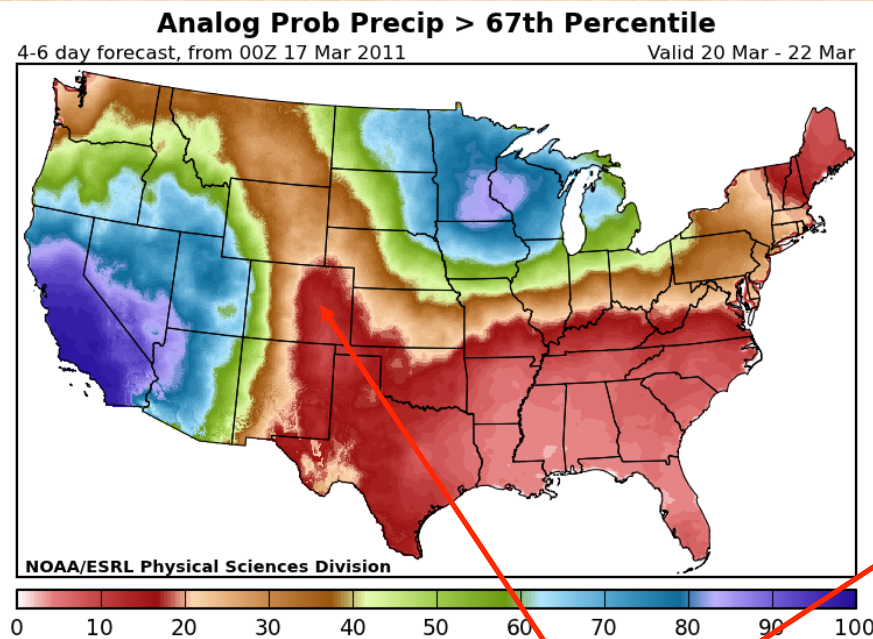 Analog Prob Precip > 67th Percentile
4-6 day forecast, from 00Z 17 Mar 2011 Valid 20 Mar - 22 Mar
NOAA/ESRL Physical Sciences Division
0 10 20 30 40 50 60 70 80 90 100